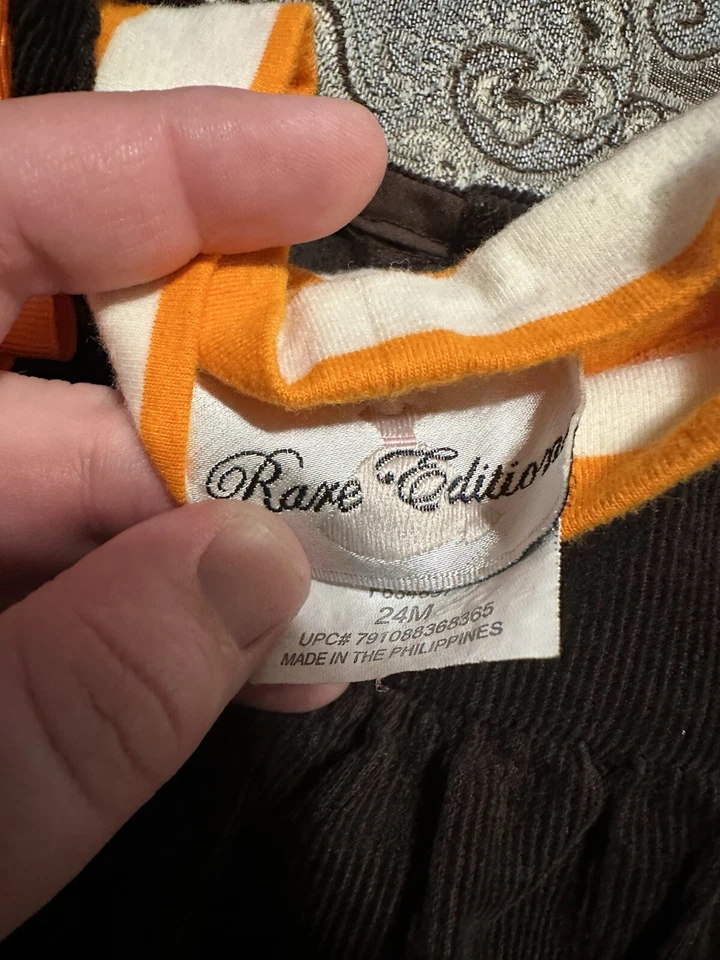 Rare Edition
24M
UPC# 791088368365
MADE IN THE PHILIPPINES